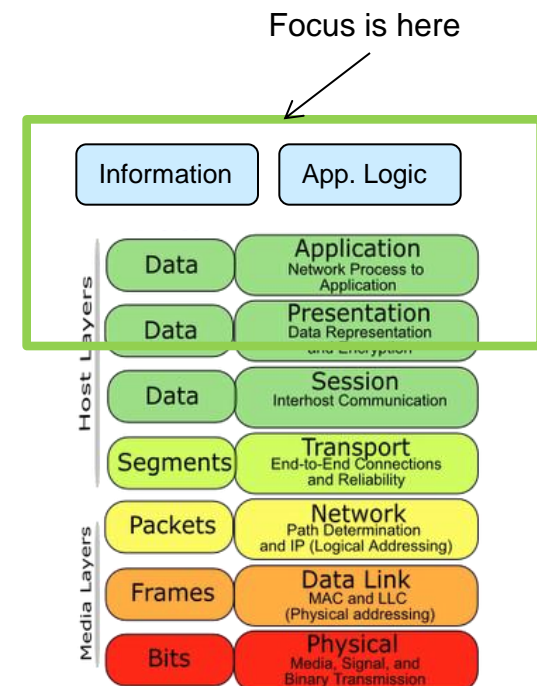 Focus is here
Information App. Logic
Host Layers
Data Application
Network Process to
Application
Data Presentation
Data Representation
and Encryption
Data Session
Interhost Communication
Segments Transport
End-to-End Connections
and Reliability
Media Layers
Packets Network
Path Determination
and IP (Logical Addressing)
Frames Data Link
MAC and LLC
(Physical addressing)
Bits Physical
Media, Signal, and
Binary Transmission